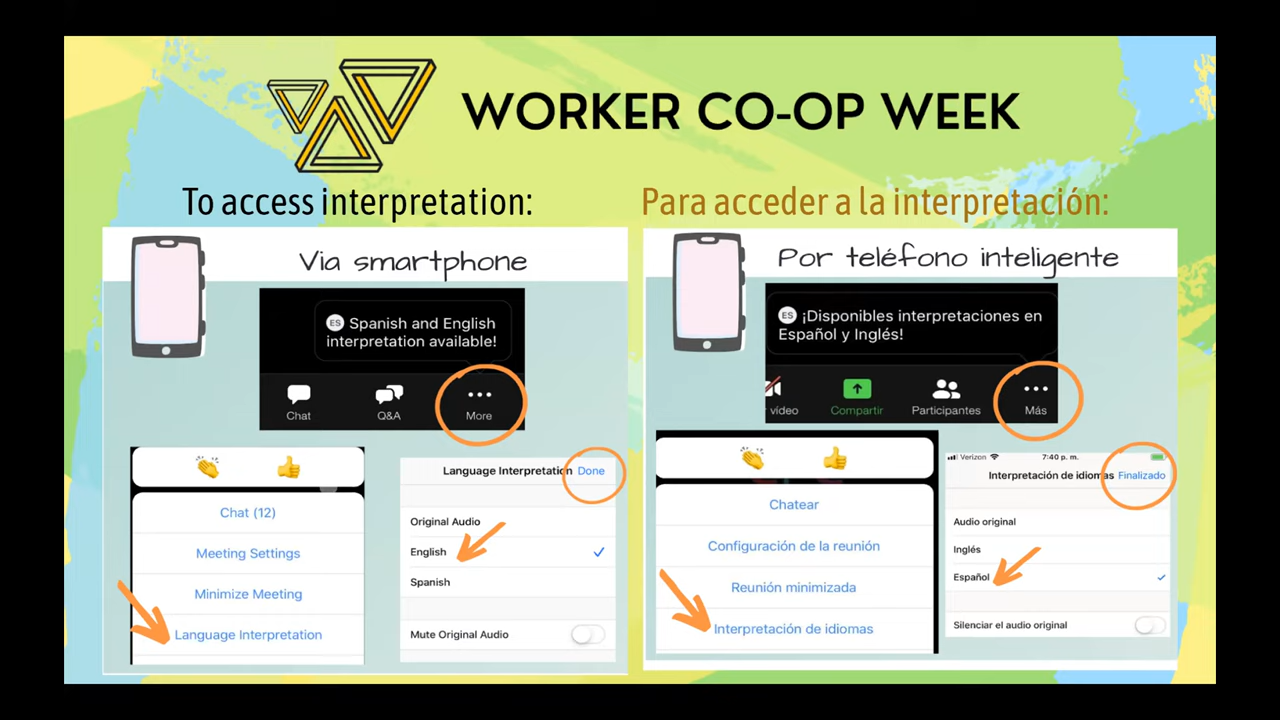 WORKER CO-OP WEEK
To access interpretation:
Via smartphone
ES Spanish and English
interpretation available!
Chat
Q&A
More
Chat (12)
Meeting Settings
Minimize Meeting
Language Interpretation
Language Interpretation Done
Original Audio
English
Spanish
Mute Original Audio
Para acceder a la interpretación:
Por teléfono inteligente
ES ¡Disponibles interpretaciones en
Español y Inglés!
video
Compartir
Participantes
Más
Chatear
Configuración de la reunión
Reunión minimizada
Interpretación de idiomas
Verizon 7:40 p. m.
Interpretación de idiomas Finalizado
Audio original
Inglés
Español
Silenciar el audio original